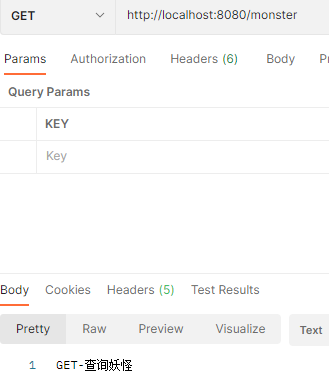 GET http://localhost:8080/monster
Params Authorization Headers (6) Body P
Query Params
KEY
Key
Body Cookies Headers (5) Test Results
Pretty Raw Preview Visualize Text
1 GET-查询妖怪